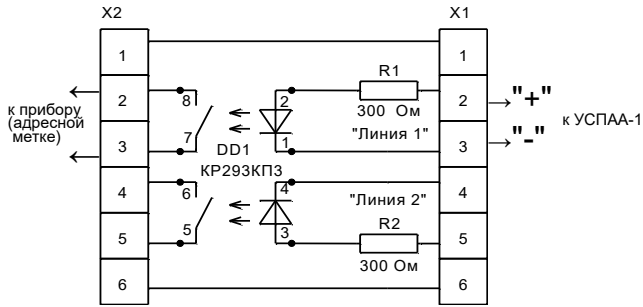 X2
X1
1
1
R1
2
8
2
2
"+"
к прибору
(адресной
метке)
300 Ом
к УСПАА-1
7
1
"Линия 1"
3
3
"-"
DD1
КР293КП3
4
6
4
4
"Линия 2"
5
5
3
R2
5
300 Ом
6
6